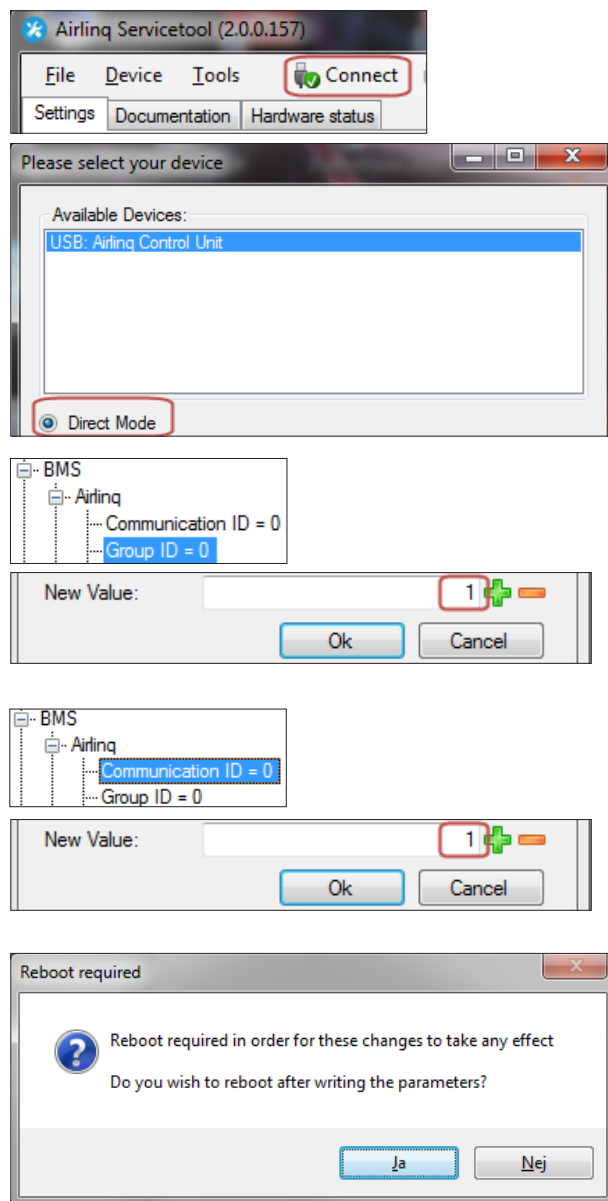 Airlinq Servicetool (2.0.0.157)
File Device Tools Connect
Settings Documentation Hardware status
Please select your device
Available Devices:
USB: Airlinq Control Unit
Direct Mode
BMS
Airlinq
Communication ID = 0
Group ID = 0
New Value: 1
Ok Cancel
BMS
Airlinq
Communication ID = 0
Group ID = 0
New Value: 1
Ok Cancel
Reboot required
Reboot required in order for these changes to take any effect
Do you wish to reboot after writing the parameters?
Ja Nej